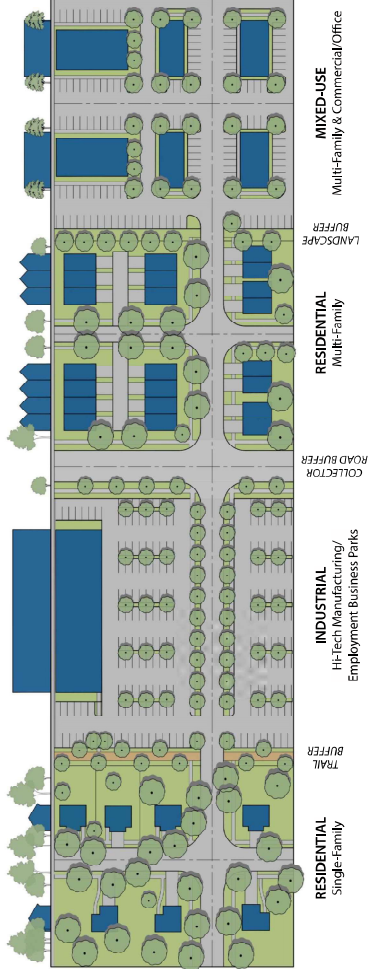 RESIDENTIAL
Single-Family
TRAIL
BUFFER
INDUSTRIAL
Hi-Tech Manufacturing/
Employment Business Parks
COLLECTOR
ROAD BUFFER
RESIDENTIAL
Multi-Family
LANDSCAPE
BUFFER
MIXED-USE
Multi-Family & Commercial/Office